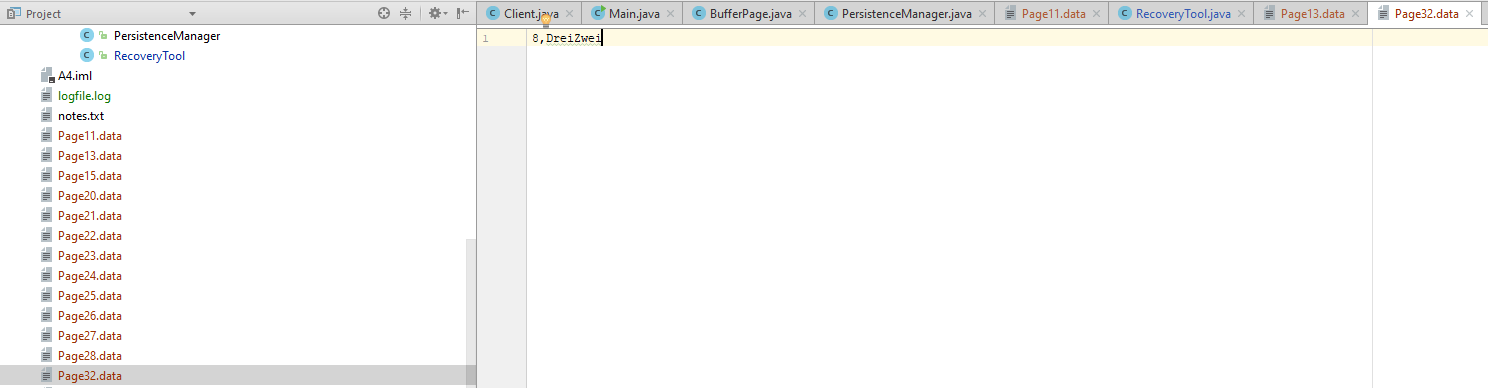 Project
Client.java
Main.java
BufferPage.java
PersistenceManager.java
Page11.data
RecoveryTool.java
Page13.data
Page32.data
PersistenceManager
RecoveryTool
A4.iml
logfile.log
notes.txt
Page11.data
Page13.data
Page15.data
Page20.data
Page21.data
Page22.data
Page23.data
Page24.data
Page25.data
Page26.data
Page27.data
Page28.data
Page32.data
1 8,DreiZwei